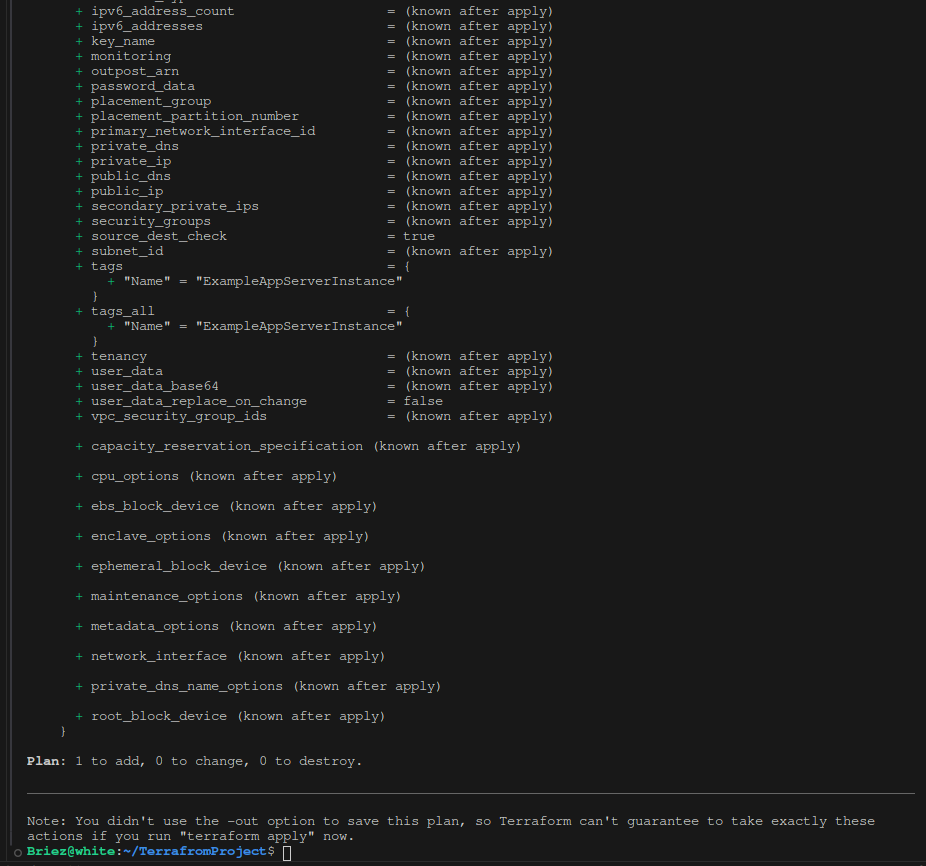 + ipv6_address_count = (known after apply)
+ ipv6_addresses = (known after apply)
+ key_name = (known after apply)
+ monitoring = (known after apply)
+ outpost_arn = (known after apply)
+ password_data = (known after apply)
+ placement_group = (known after apply)
+ placement_partition_number = (known after apply)
+ primary_network_interface_id = (known after apply)
+ private_dns = (known after apply)
+ private_ip = (known after apply)
+ public_dns = (known after apply)
+ public_ip = (known after apply)
+ secondary_private_ips = (known after apply)
+ security_groups = (known after apply)
+ source_dest_check = true
+ subnet_id = (known after apply)
+ tags = {
+ "Name" = "ExampleAppServerInstance"
}
+ tags_all = {
+ "Name" = "ExampleAppServerInstance"
}
+ tenancy = (known after apply)
+ user_data = (known after apply)
+ user_data_base64 = (known after apply)
+ user_data_replace_on_change = false
+ vpc_security_group_ids = (known after apply)
+ capacity_reservation_specification (known after apply)
+ cpu_options (known after apply)
+ ebs_block_device (known after apply)
+ enclave_options (known after apply)
+ ephemeral_block_device (known after apply)
+ maintenance_options (known after apply)
+ metadata_options (known after apply)
+ network_interface (known after apply)
+ private_dns_name_options (known after apply)
+ root_block_device (known after apply)
}
Plan: 1 to add, 0 to change, 0 to destroy.
Note: You didn't use the -out option to save this plan, so Terraform can't guarantee to take exactly these
actions if you run "terraform apply" now.
Briez@white:~/TerrafromProject$